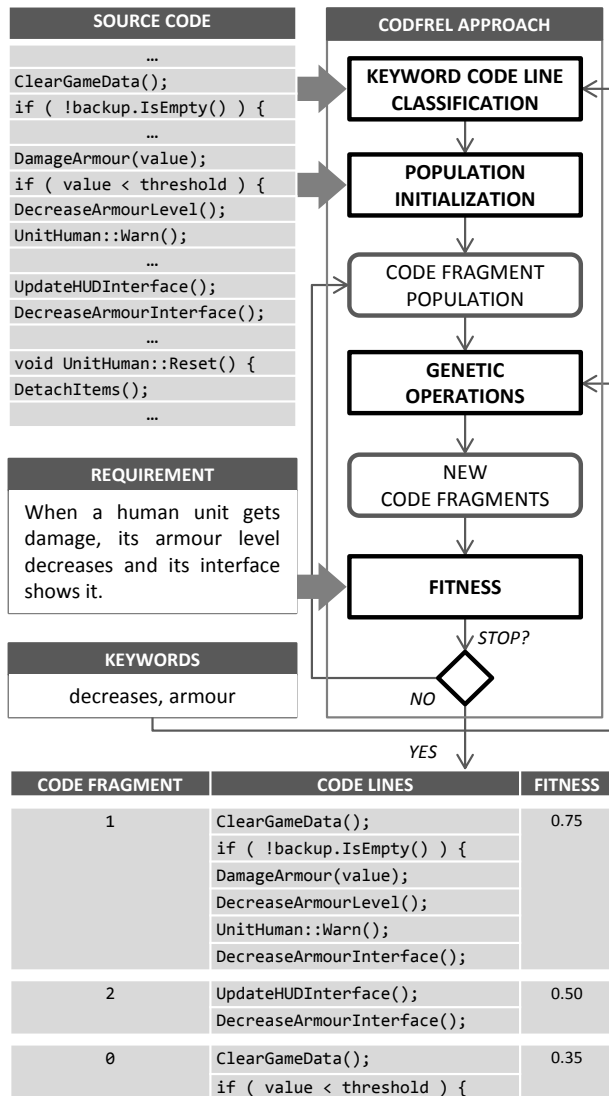 SOURCE CODE
…
ClearGameData();
if ( !backup.IsEmpty() ) {
…
DamageArmour(value);
if ( value < threshold ) {
DecreaseArmourLevel();
UnitHuman::Warn();
…
UpdateHUDInterface();
DecreaseArmourInterface();
…
void UnitHuman::Reset() {
DetachItems();
…
REQUIREMENT
When a human unit gets
damage, its armour level
decreases and its interface
shows it.
KEYWORDS
decreases, armour
CODFREL APPROACH
KEYWORD CODE LINE
CLASSIFICATION
POPULATION
INITIALIZATION
CODE FRAGMENT
POPULATION
GENETIC
OPERATIONS
NEW
CODE FRAGMENTS
FITNESS
STOP?
NO
YES
CODE FRAGMENT CODE LINES FITNESS
1 ClearGameData(); 0.75
if ( !backup.IsEmpty() ) {
DamageArmour(value);
DecreaseArmourLevel();
UnitHuman::Warn();
DecreaseArmourInterface();
2 UpdateHUDInterface(); 0.50
DecreaseArmourInterface();
0 ClearGameData(); 0.35
if ( value < threshold ) {